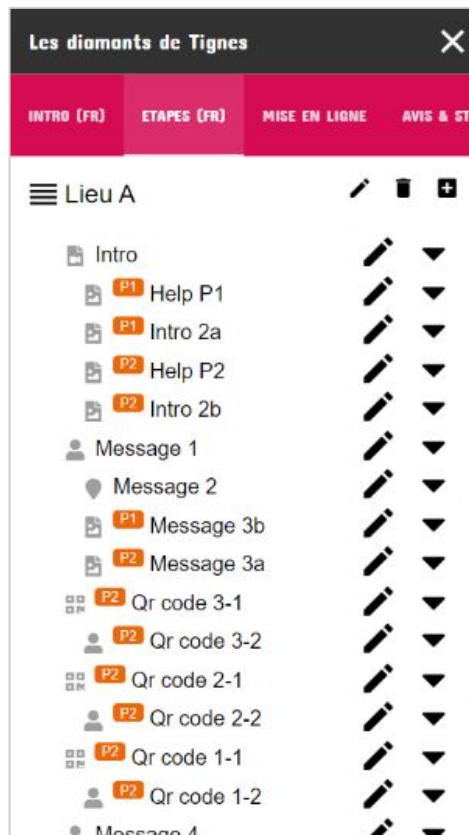 Les diamants de Tignes
INTRO (FR) ETAPES (FR) MISE EN LIGNE AVIS & ST
Lieu A
Intro
P1 Help P1
P1 Intro 2a
P2 Help P2
P2 Intro 2b
Message 1
Message 2
P1 Message 3b
P2 Message 3a
P2 Qr code 3-1
P2 Qr code 3-2
P2 Qr code 2-1
P2 Qr code 2-2
P2 Qr code 1-1
P2 Qr code 1-2
Message 4